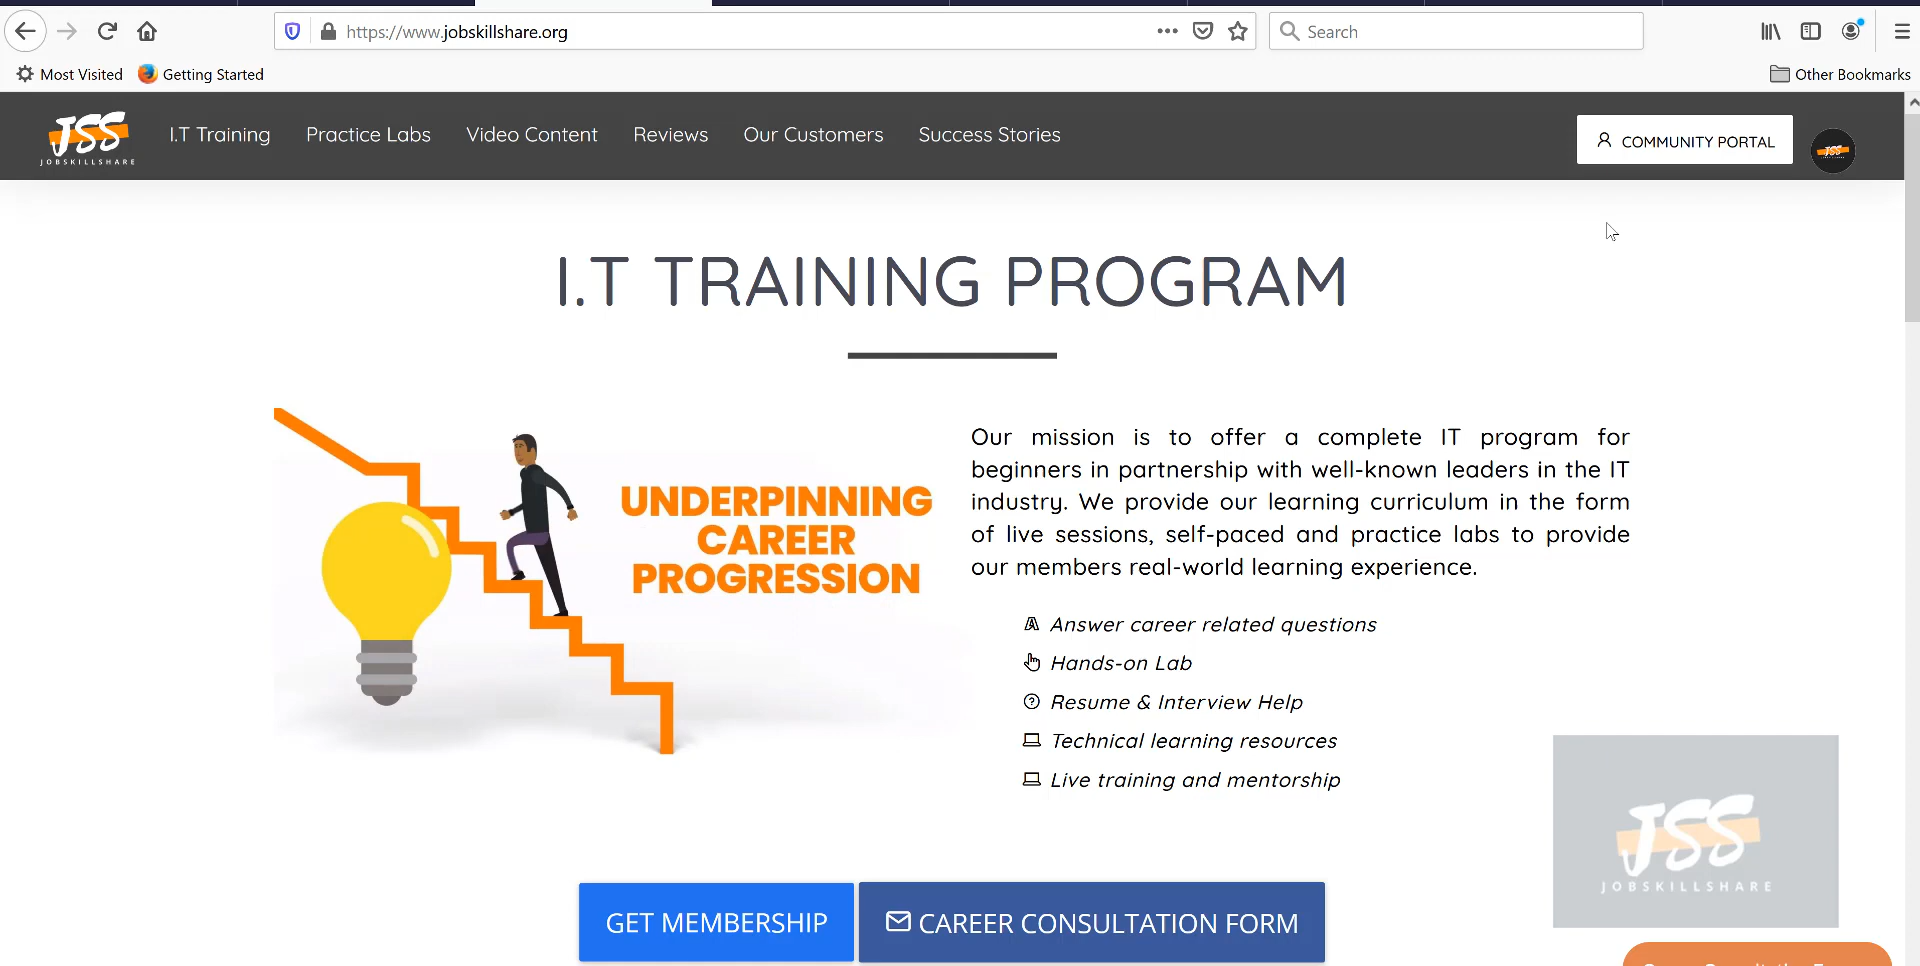 https://www.jobskillshare.org
Search
Most Visited
Getting Started
Other Bookmarks
JSS
JOBSKILLSHARE
I.T Training
Practice Labs
Video Content
Reviews
Our Customers
Success Stories
COMMUNITY PORTAL
JSS
I.T TRAINING PROGRAM
UNDERPINNING
CAREER
PROGRESSION
Our mission is to offer a complete IT program for
beginners in partnership with well-known leaders in the IT
industry. We provide our learning curriculum in the form
of live sessions, self-paced and practice labs to provide
our members real-world learning experience.
Answer career related questions
Hands-on Lab
Resume & Interview Help
Technical learning resources
Live training and mentorship
JSS
JOBSKILLSHARE
GET MEMBERSHIP
CAREER CONSULTATION FORM